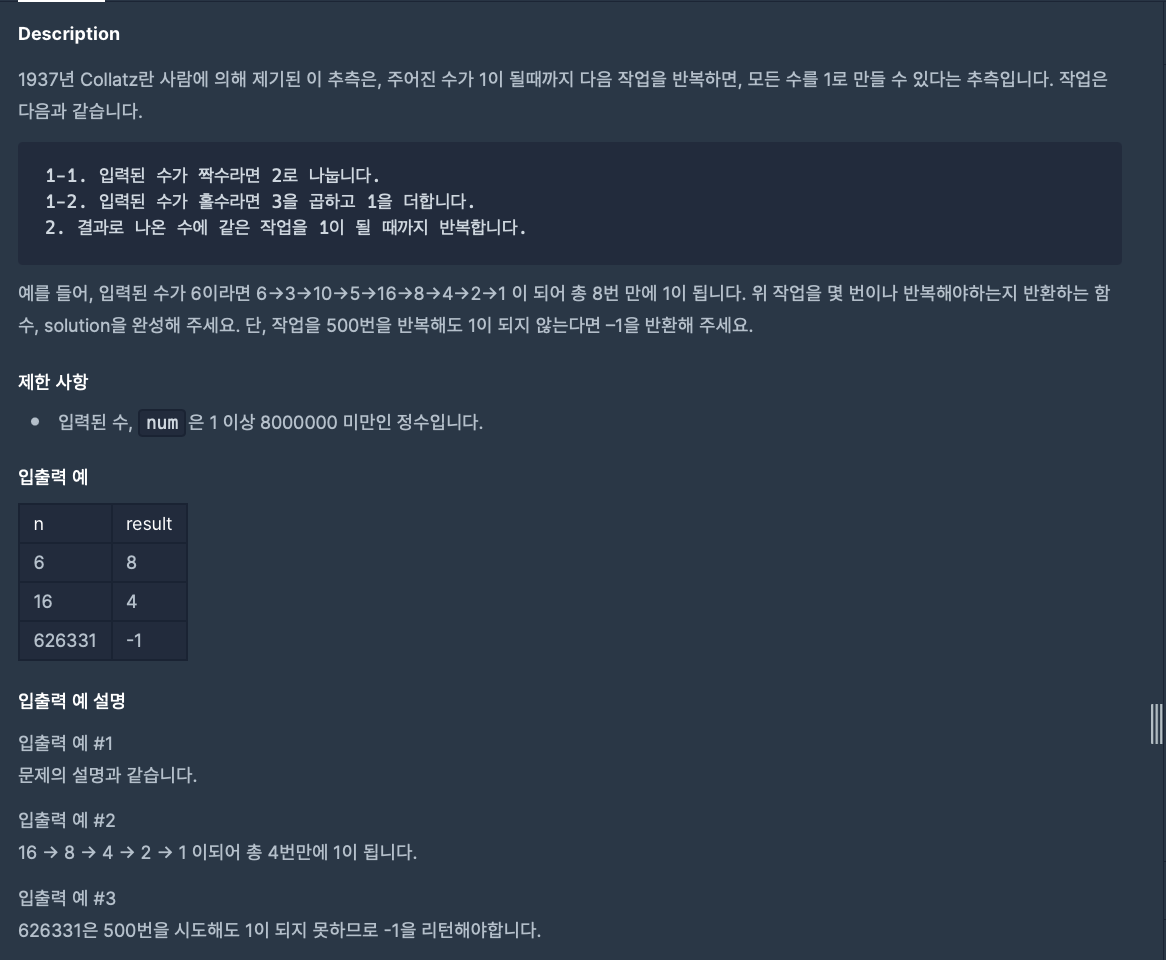 Description
1937년 Collatz란 사람에 의해 제기된 이 추측은, 주어진 수가 1이 될때까지 다음 작업을 반복하면, 모든 수를 1로 만들 수 있다는 추측입니다. 작업은
다음과 같습니다.
1-1. 입력된 수가 짝수라면 2로 나눕니다.
1-2. 입력된 수가 홀수라면 3을 곱하고 1을 더합니다.
2. 결과로 나온 수에 같은 작업을 1이 될 때까지 반복합니다.
예를 들어, 입력된 수가 6이라면 6→3→10→5→16→8→4→2→1 이 되어 총 8번 만에 1이 됩니다. 위 작업을 몇 번이나 반복해야하는지 반환하는 함
수, solution을 완성해 주세요. 단, 작업을 500번을 반복해도 1이 되지 않는다면 –1을 반환해 주세요.
제한 사항
• 입력된 수, num 은 1 이상 8000000 미만인 정수입니다.
입출력 예
n result
6 8
16 4
626331 -1
입출력 예 설명
입출력 예 #1
문제의 설명과 같습니다.
입출력 예 #2
16 → 8 → 4 → 2 → 1 이되어 총 4번만에 1이 됩니다.
입출력 예 #3
626331은 500번을 시도해도 1이 되지 못하므로 -1을 리턴해야합니다.